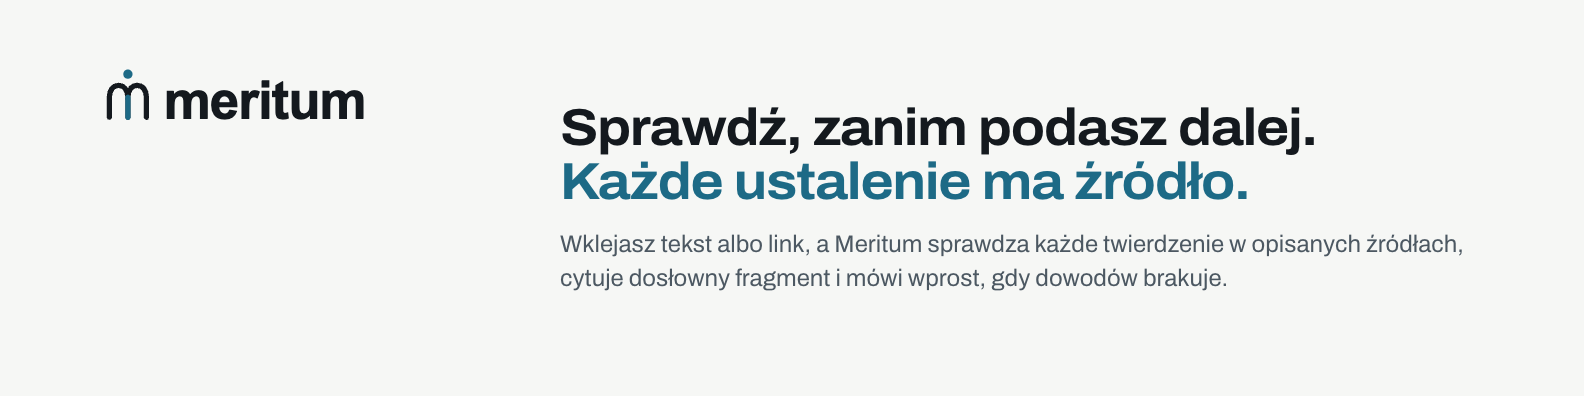 meritum
Sprawdź, zanim podasz dalej.
Każde ustalenie ma źródło.
Wklejasz tekst albo link, a Meritum sprawdza każde twierdzenie w opisanych źródłach,
cytuje dosłowny fragment i mówi wprost, gdy dowodów brakuje.